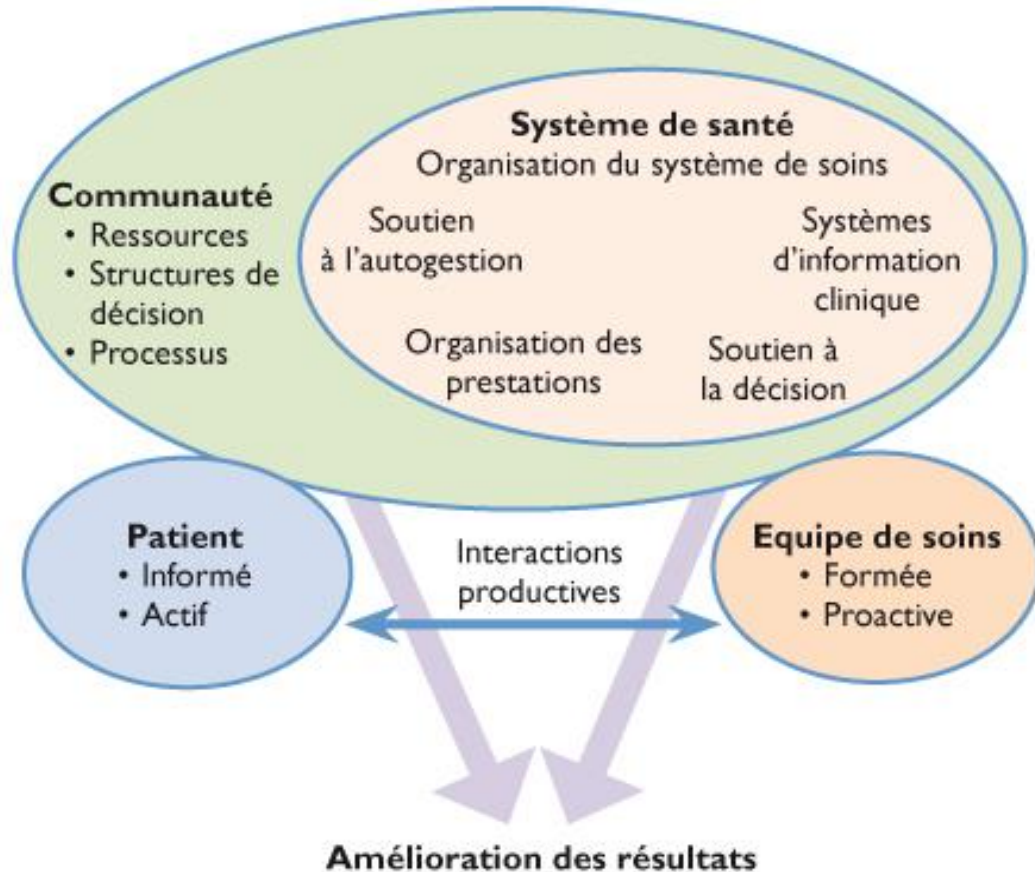 Système de santé
Organisation du système de soins
Communauté
• Ressources
• Structures de
décision
• Processus
Soutien
à l'autogestion
Systèmes
d'information
clinique
Organisation des
prestations
Soutien à
la décision
Patient
• Informé
• Actif
Interactions
productives
Equipe de soins
• Formée
• Proactive
Amélioration des résultats